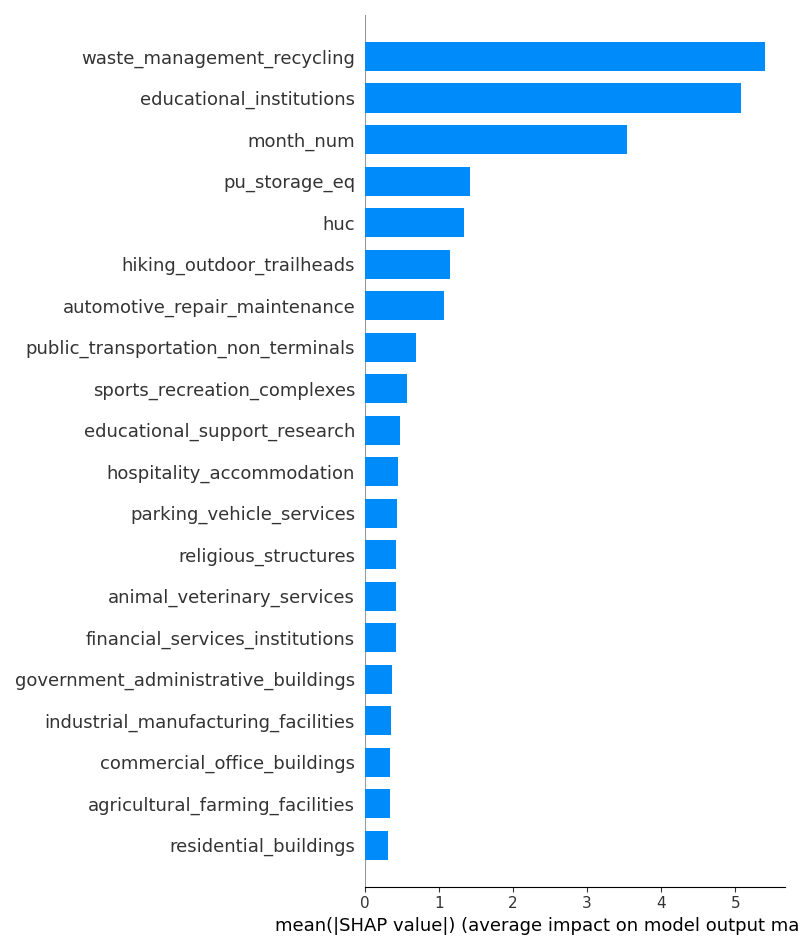 waste_management_recycling
educational_institutions
month_num
pu_storage_eq
huc
hiking_outdoor_trailheads
automotive_repair_maintenance
public_transportation_non_terminals
sports_recreation_complexes
educational_support_research
hospitality_accommodation
parking_vehicle_services
religious_structures
animal_veterinary_services
financial_services_institutions
government_administrative_buildings
industrial_manufacturing_facilities
commercial_office_buildings
agricultural_farming_facilities
residential_buildings
0 1 2 3 4 5
mean(|SHAP value|) (average impact on model output ma